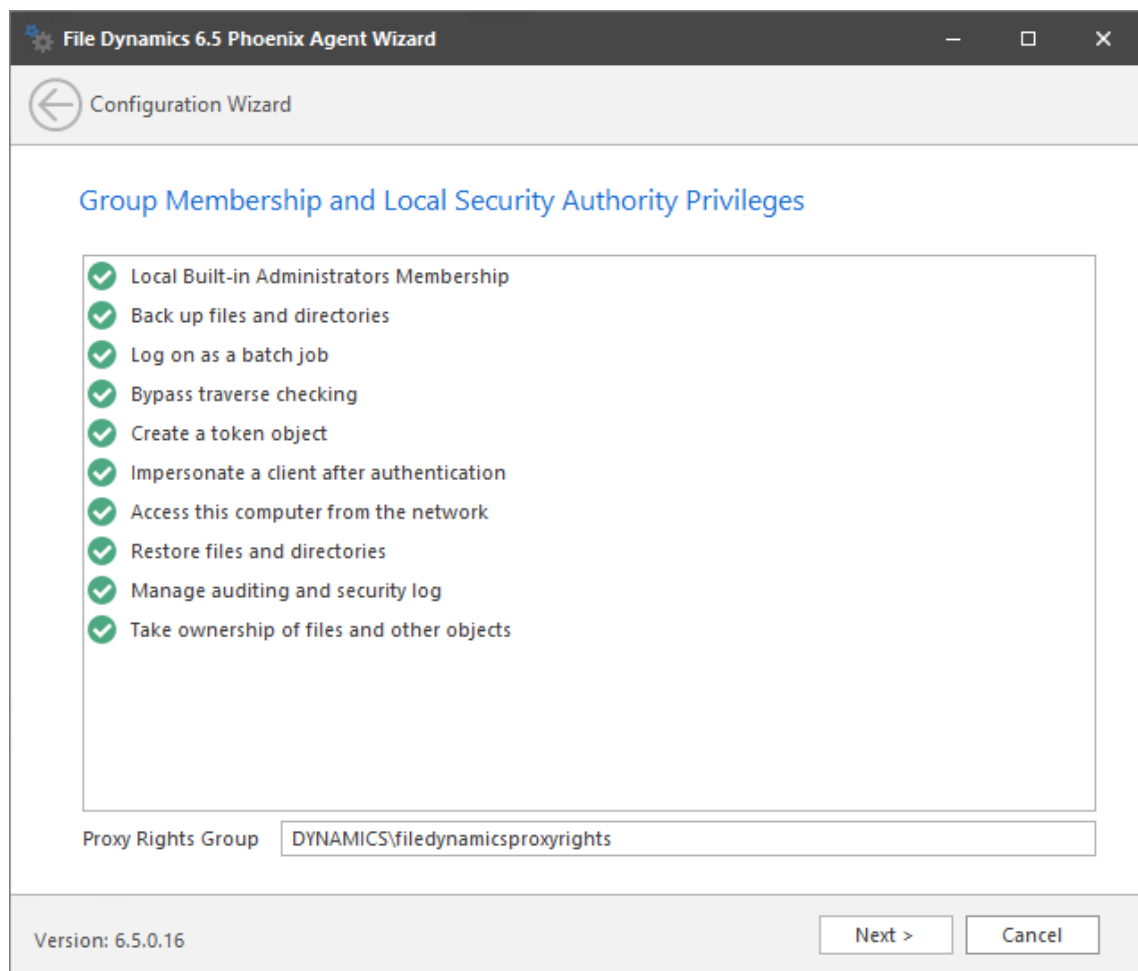 File Dynamics 6.5 Phoenix Agent Wizard
Configuration Wizard
Group Membership and Local Security Authority Privileges
Local Built-in Administrators Membership
Back up files and directories
Log on as a batch job
Bypass traverse checking
Create a token object
Impersonate a client after authentication
Access this computer from the network
Restore files and directories
Manage auditing and security log
Take ownership of files and other objects
Proxy Rights Group DYNAMICS\filedynamicsproxyrights
Version: 6.5.0.16 Next > Cancel